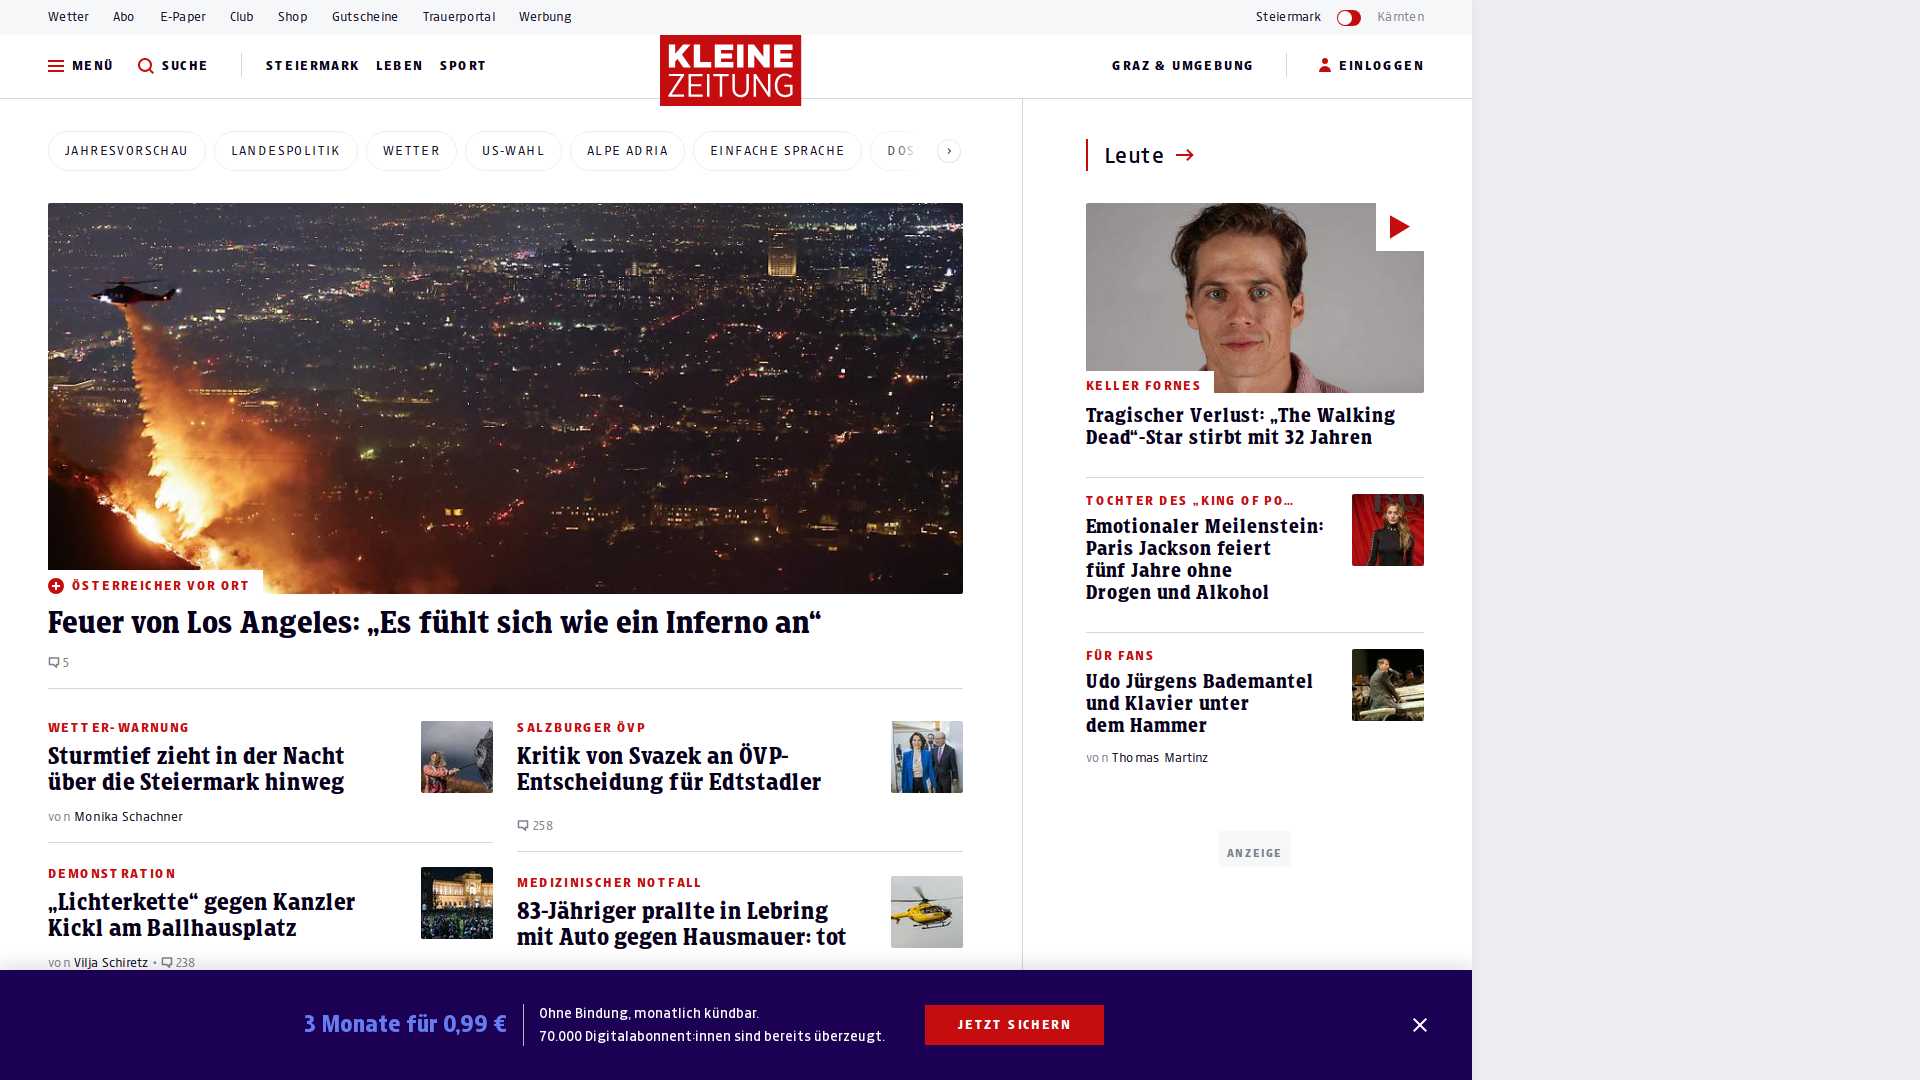 Wetter Abo E-Paper Club Shop Gutscheine Trauerportal Werbung Steiermark Kärnten
MENÜ SUCHE STEIERMARK LEBEN SPORT KLEINE ZEITUNG GRAZ & UMGEBUNG EINLOGGEN
JAHRESVORSCHAU LANDESPOLITIK WETTER US-WAHL ALPE ADRIA EINFACHE SPRACHE DOS
ÖSTERREICHER VOR ORT
Feuer von Los Angeles: „Es fühlt sich wie ein Inferno an“
5
WETTER-WARNUNG
Sturmtief zieht in der Nacht
über die Steiermark hinweg
von Monika Schachner
DEMONSTRATION
„Lichterkette“ gegen Kanzler
Kickl am Ballhausplatz
von Vilja Schiretz • 238
SALZBURGER ÖVP
Kritik von Svazek an ÖVP-
Entscheidung für Edtstadler
258
MEDIZINISCHER NOTFALL
83-Jähriger prallte in Lebring
mit Auto gegen Hausmauer: tot
Leute
KELLER FORNES
Tragischer Verlust: „The Walking
Dead“-Star stirbt mit 32 Jahren
TOCHTER DES „KING OF PO…
Emotionaler Meilenstein:
Paris Jackson feiert
fünf Jahre ohne
Drogen und Alkohol
FÜR FANS
Udo Jürgens Bademantel
und Klavier unter
dem Hammer
von Thomas Martinz
ANZEIGE
3 Monate für 0,99 €
Ohne Bindung, monatlich kündbar.
70.000 Digitalabonnent:innen sind bereits überzeugt.
JETZT SICHERN